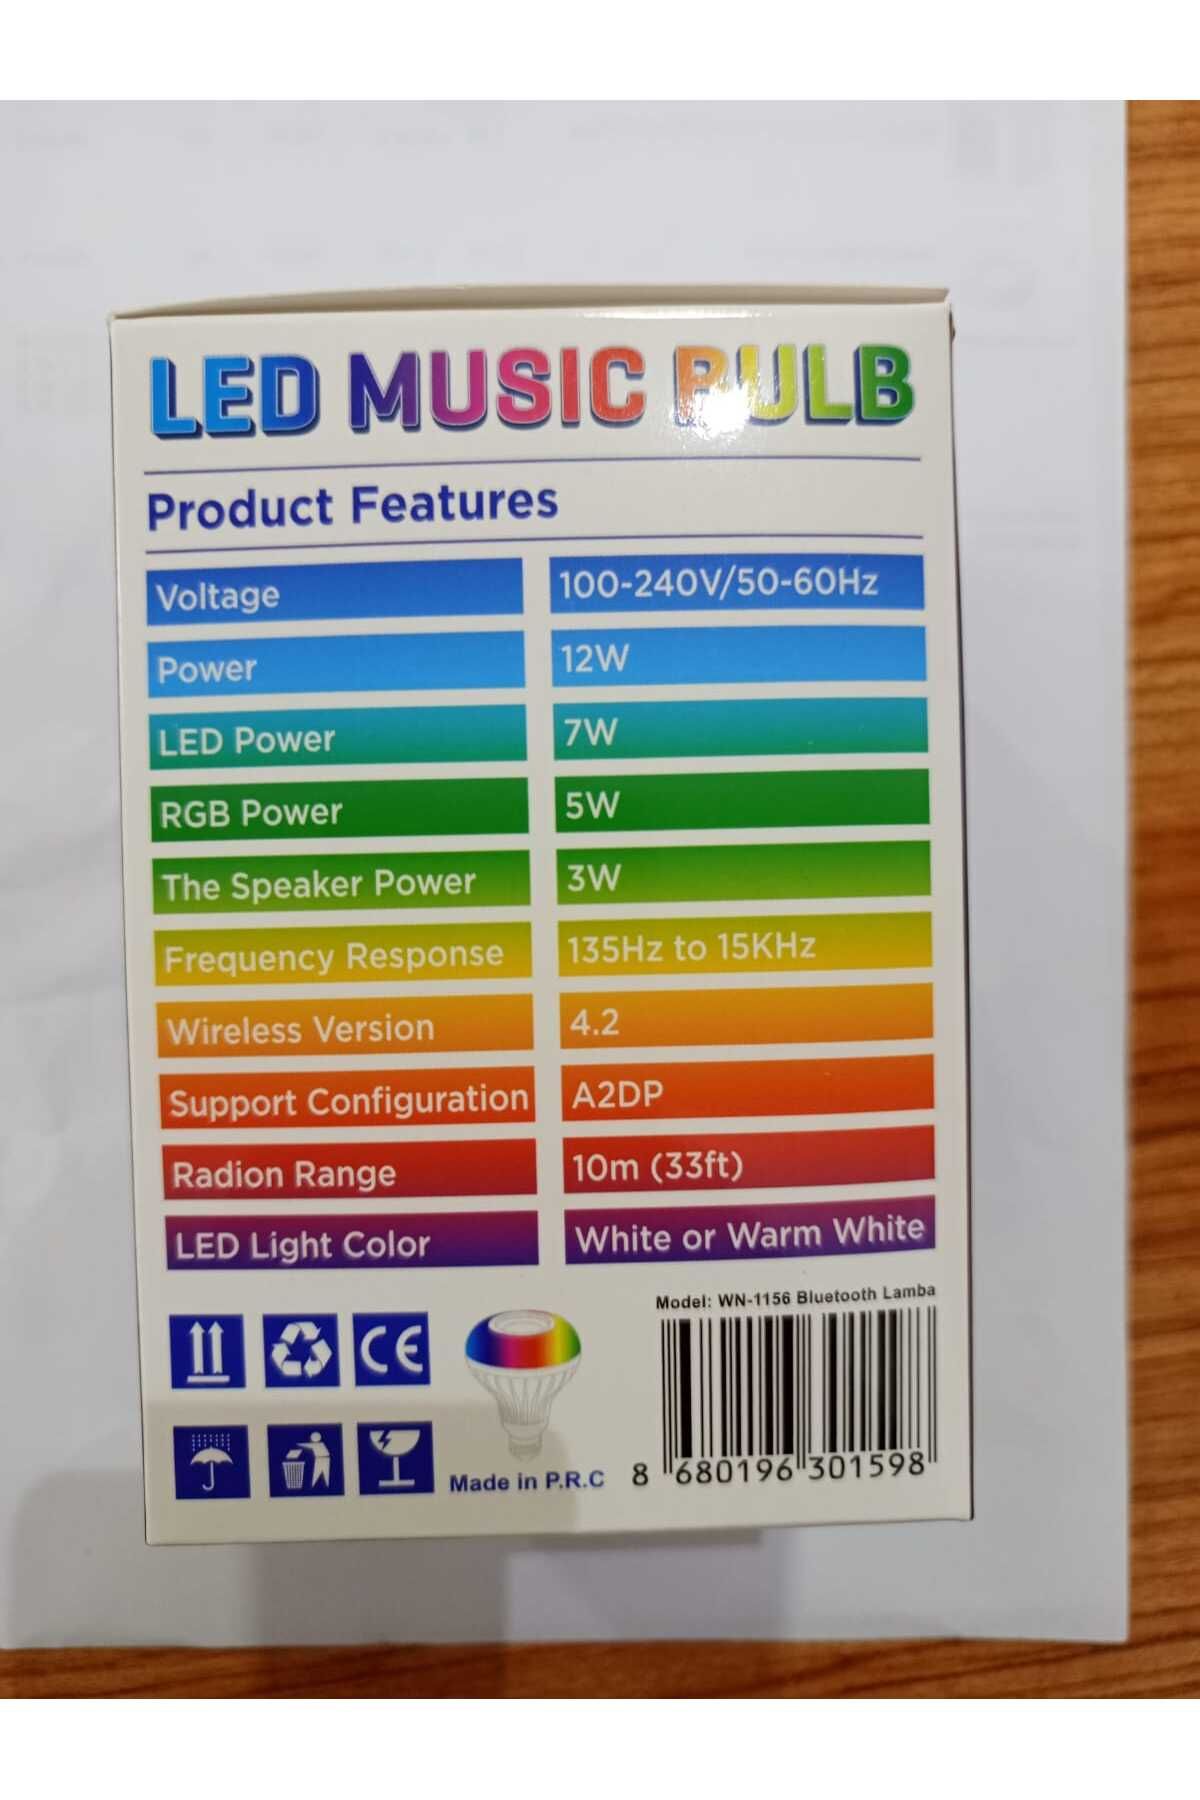 LED MUSIC BULB
Product Features
Voltage 100-240V/50-60Hz
Power 12W
LED Power 7W
RGB Power 5W
The Speaker Power 3W
Frequency Response 135Hz to 15KHz
Wireless Version 4.2
Support Configuration A2DP
Radion Range 10m (33ft)
LED Light Color White or Warm White
Model: WN-1156 Bluetooth Lamba
CE
Made in P.R.C
8 680196 301598